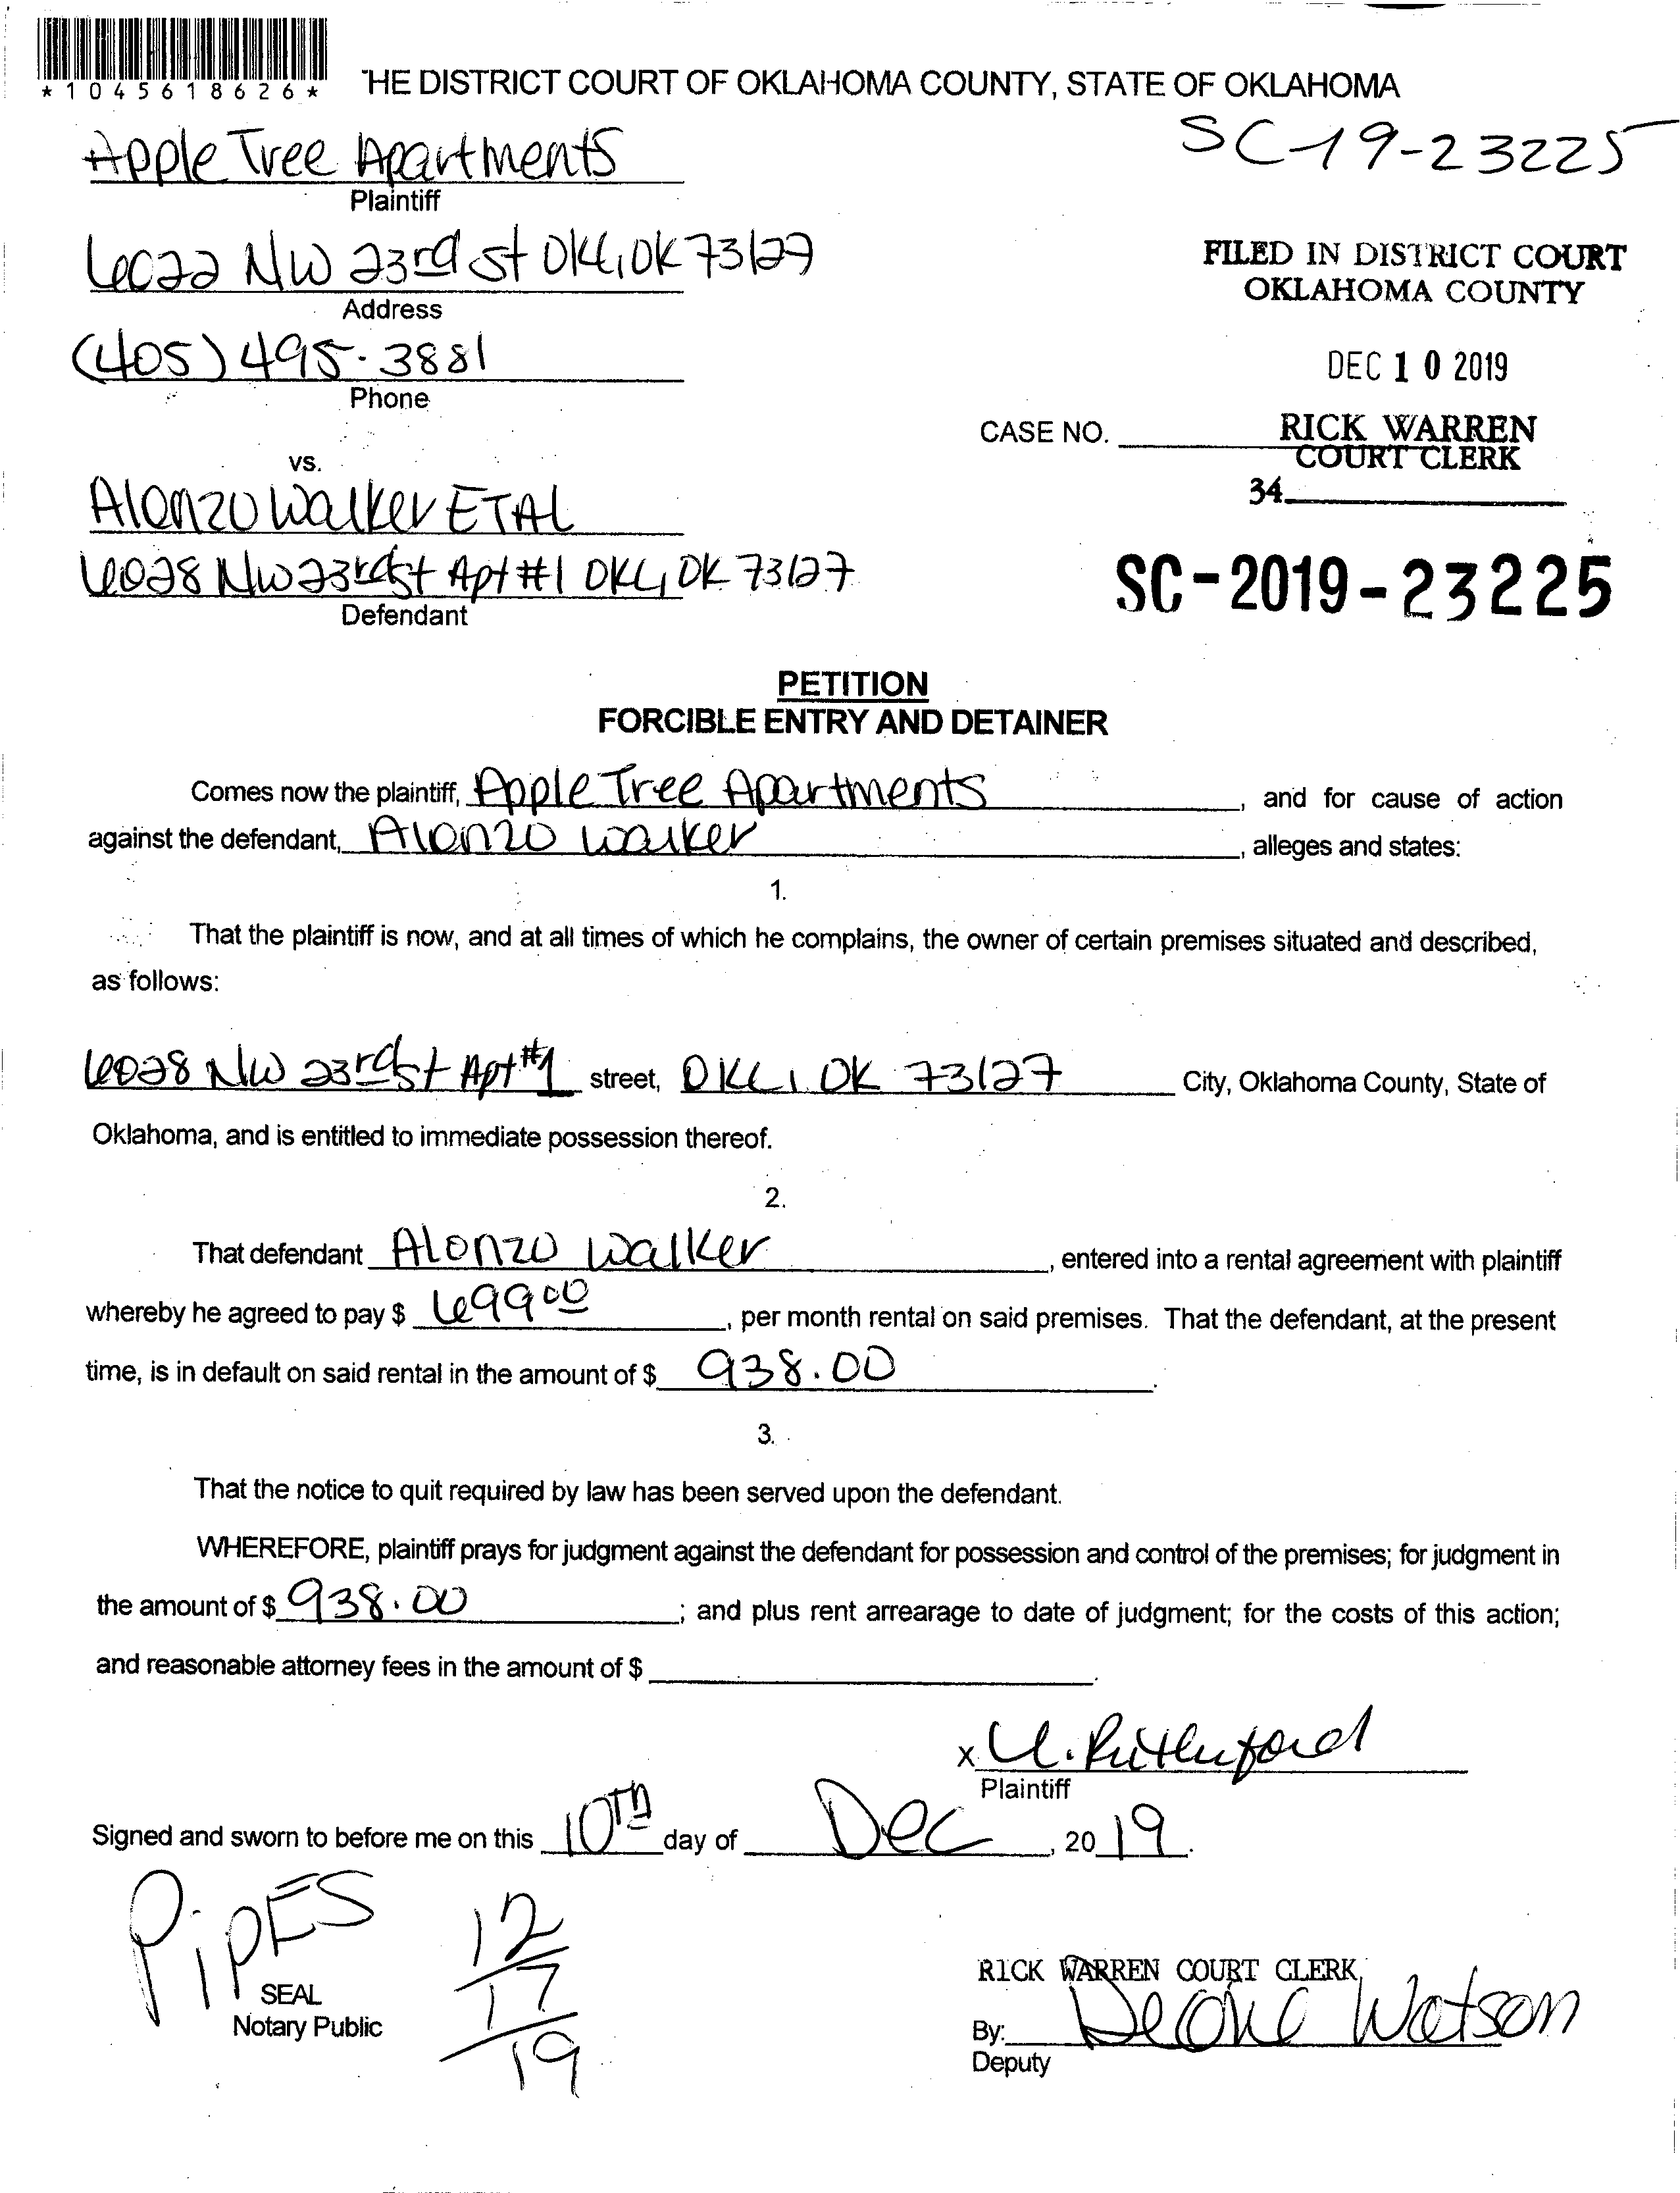 *1045618626*
THE DISTRICT COURT OF OKLAHOMA COUNTY, STATE OF OKLAHOMA
Apple Tree Apartments
SC-19-23225
Plaintiff
6022 NW 23rd st OKC, OK 73127
Address
FILED IN DISTRICT COURT
OKLAHOMA COUNTY
(405) 495-3881
Phone
DEC 10 2019
CASE NO.
RICK WARREN
COURT CLERK
34
vs.
Alonzo Walker ETAL
6028 NW 23rd st Apt #1 OKC, OK 73127
Defendant
SC-2019-23225
PETITION
FORCIBLE ENTRY AND DETAINER
Comes now the plaintiff, Apple Tree Apartments, and for cause of action
against the defendant, Alonzo Walker, alleges and states:
1.
That the plaintiff is now, and at all times of which he complains, the owner of certain premises situated and described,
as follows:
6028 NW 23rd st Apt #1 street, OKC, OK 73127 City, Oklahoma County, State of
Oklahoma, and is entitled to immediate possession thereof.
2.
That defendant Alonzo Walker, entered into a rental agreement with plaintiff
whereby he agreed to pay $ 699 00, per month rental on said premises. That the defendant, at the present
time, is in default on said rental in the amount of $ 938.00.
3.
That the notice to quit required by law has been served upon the defendant.
WHEREFORE, plaintiff prays for judgment against the defendant for possession and control of the premises; for judgment in
the amount of $ 938.00; and plus rent arrearage to date of judgment; for the costs of this action;
and reasonable attorney fees in the amount of $ .
x U. Rutherford
Plaintiff
Signed and sworn to before me on this 10TH day of Dec, 2019.
PipES
12
17
19
SEAL
Notary Public
RICK WARREN COURT CLERK
By: Deone Watson
Deputy